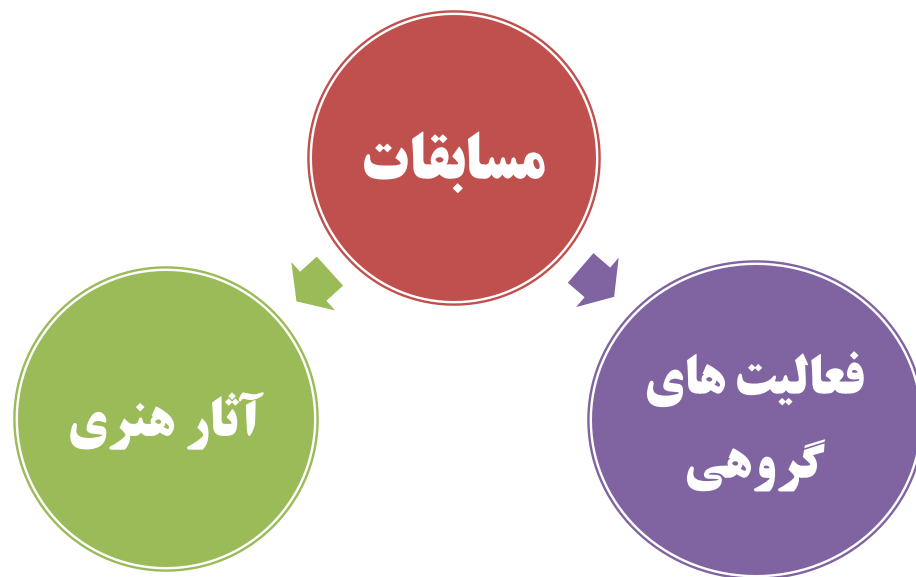 مسابقات
فعالیت های
گروهی
آثار هنری